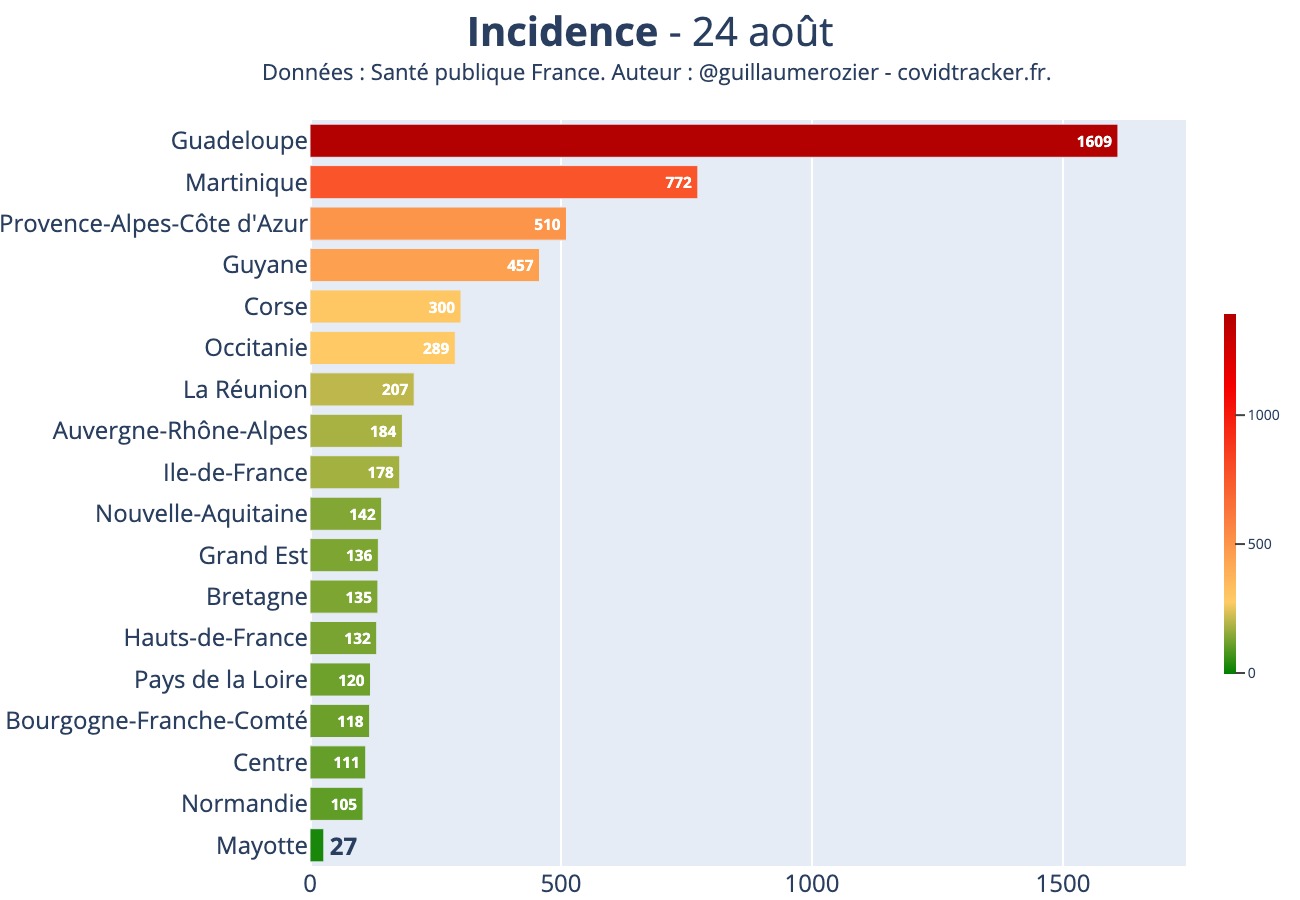 Incidence - 24 août
Données : Santé publique France. Auteur : @guillaumerozier - covidtracker.fr.
Guadeloupe 1609
Martinique 772
Provence-Alpes-Côte d'Azur 510
Guyane 457
Corse 300
Occitanie 289
La Réunion 207
Auvergne-Rhône-Alpes 184
Ile-de-France 178
Nouvelle-Aquitaine 142
Grand Est 136
Bretagne 135
Hauts-de-France 132
Pays de la Loire 120
Bourgogne-Franche-Comté 118
Centre 111
Normandie 105
Mayotte 27
0 500 1000 1500
1000
500
0